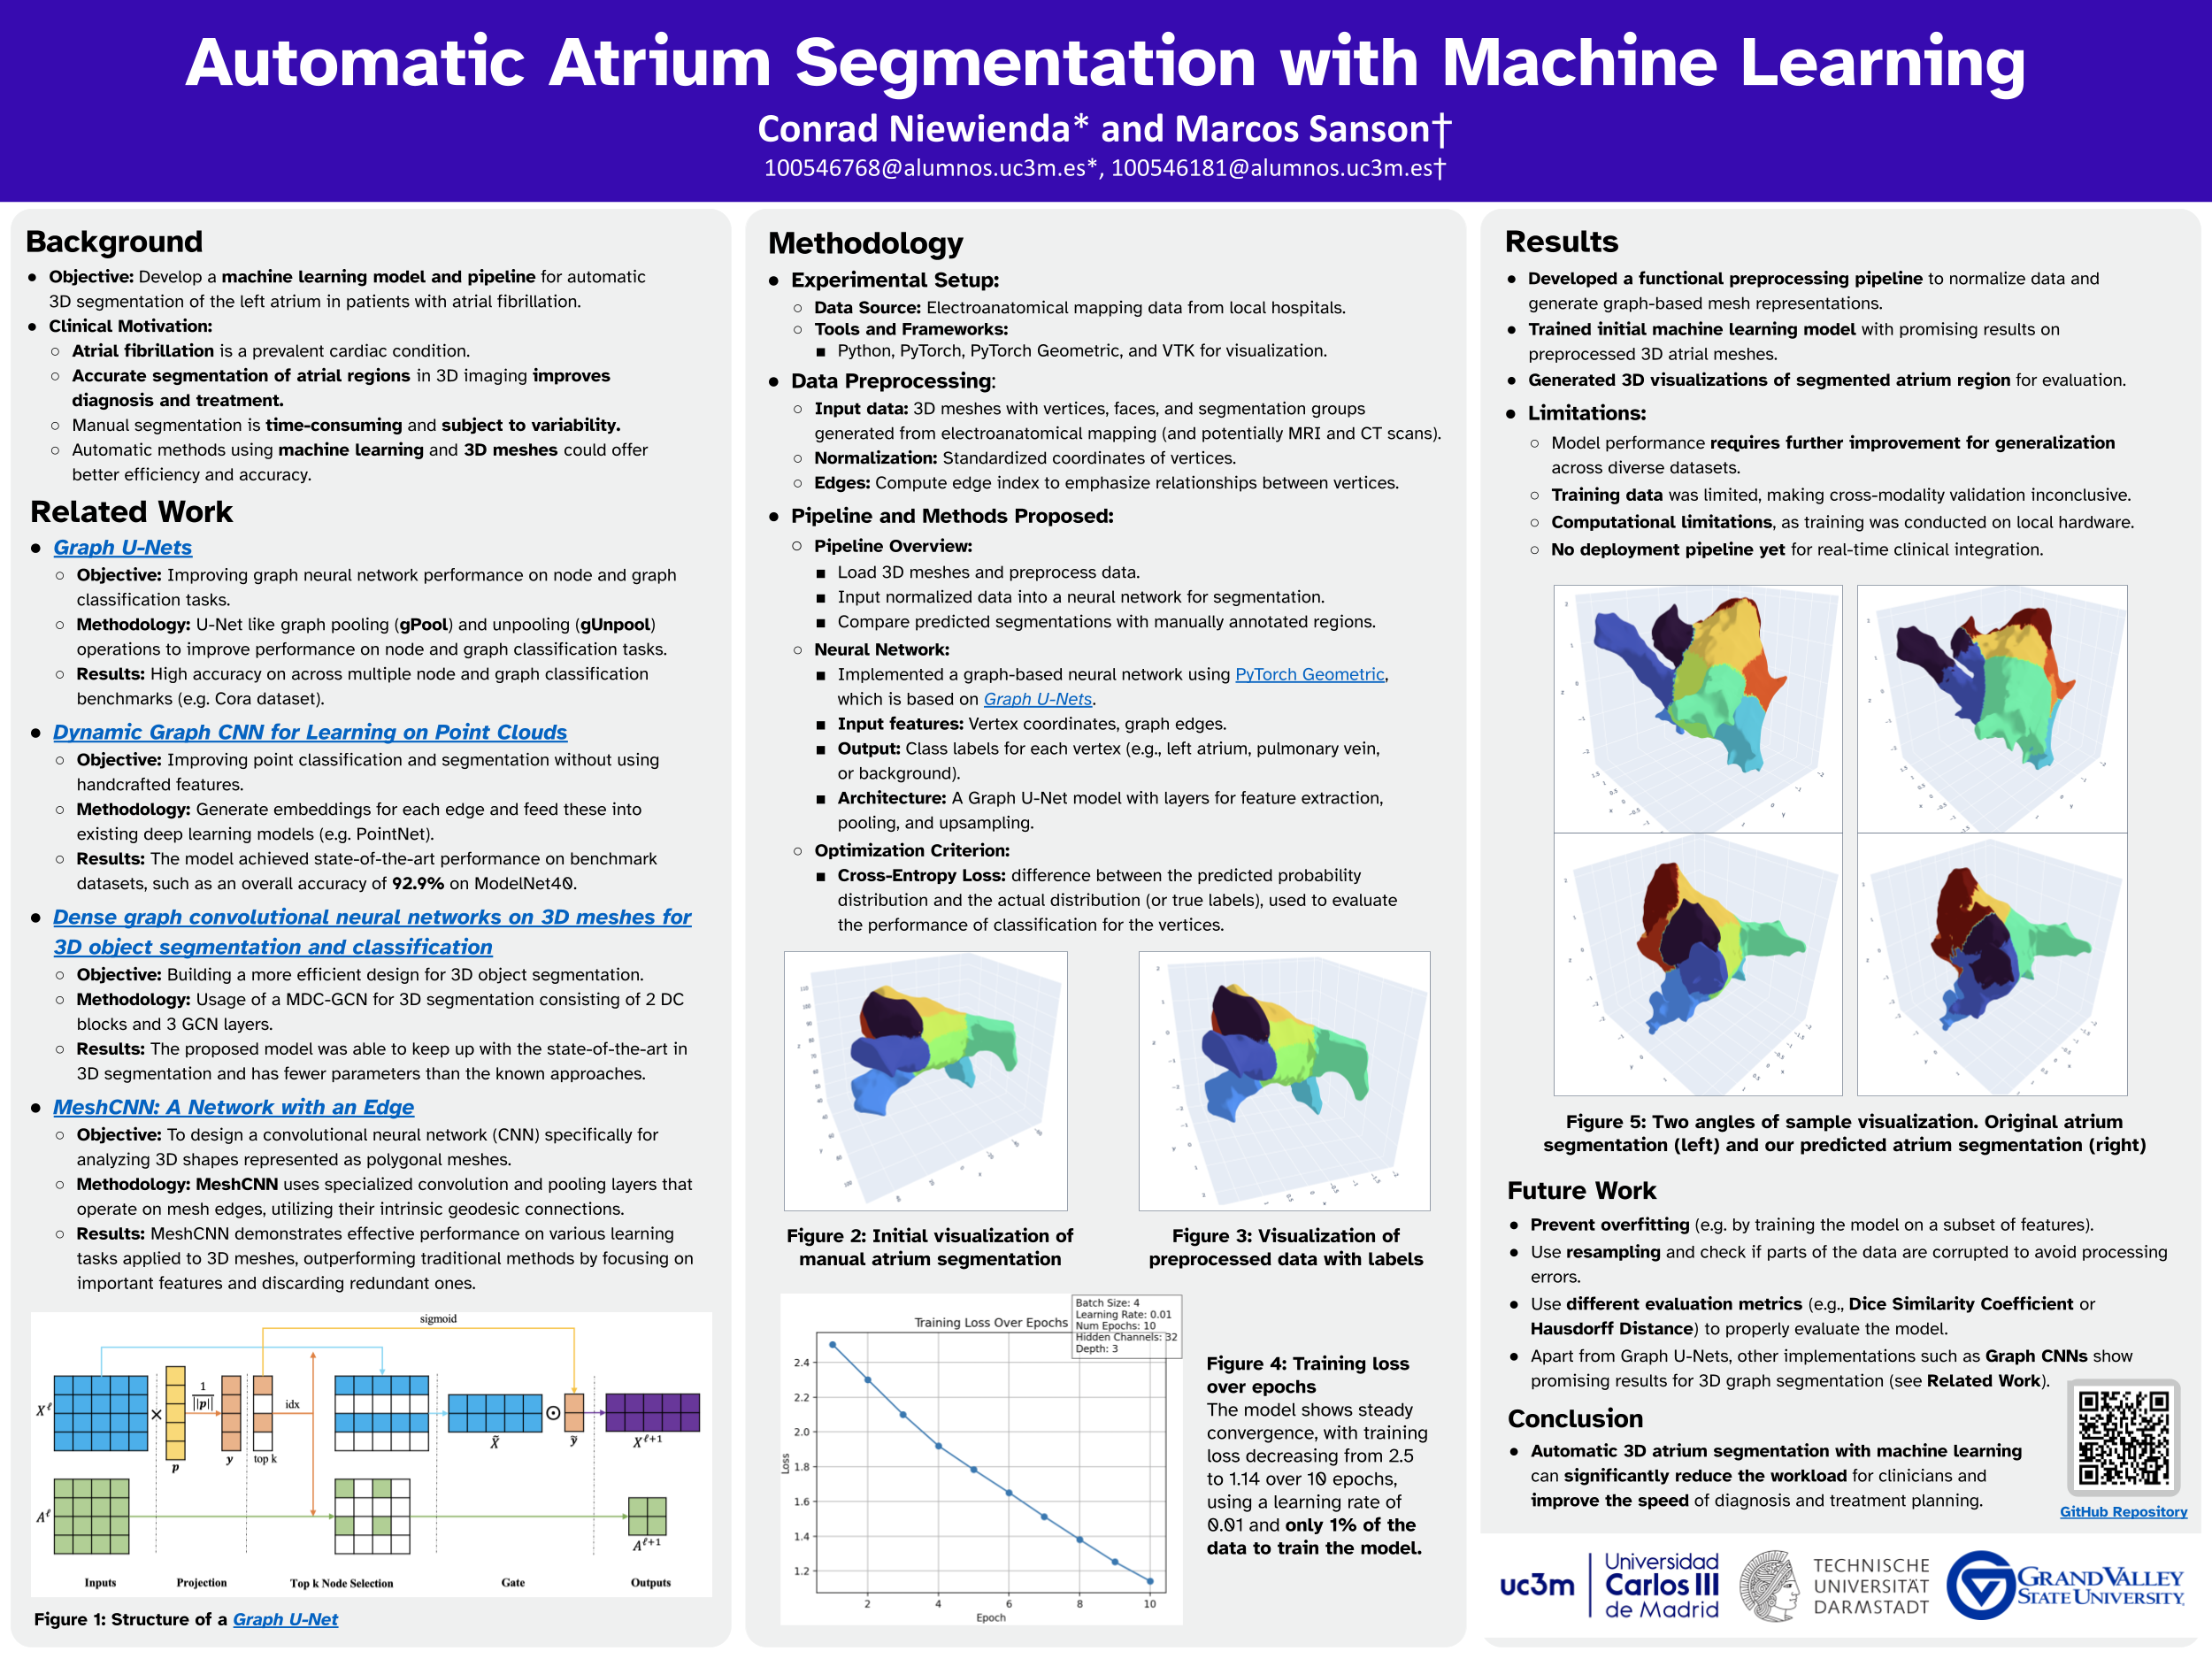 Automatic Atrium Segmentation with Machine Learning
Conrad Niewienda* and Marcos Sanson†
100546768@alumnos.uc3m.es*, 100546181@alumnos.uc3m.es†
Background
● Objective: Develop a machine learning model and pipeline for automatic
3D segmentation of the left atrium in patients with atrial fibrillation.
● Clinical Motivation:
○ Atrial fibrillation is a prevalent cardiac condition.
○ Accurate segmentation of atrial regions in 3D imaging improves
diagnosis and treatment.
○ Manual segmentation is time-consuming and subject to variability.
○ Automatic methods using machine learning and 3D meshes could offer
better efficiency and accuracy.
Related Work
● Graph U-Nets
○ Objective: Improving graph neural network performance on node and graph
classification tasks.
○ Methodology: U-Net like graph pooling (gPool) and unpooling (gUnpool)
operations to improve performance on node and graph classification tasks.
○ Results: High accuracy on across multiple node and graph classification
benchmarks (e.g. Cora dataset).
● Dynamic Graph CNN for Learning on Point Clouds
○ Objective: Improving point classification and segmentation without using
handcrafted features.
○ Methodology: Generate embeddings for each edge and feed these into
existing deep learning models (e.g. PointNet).
○ Results: The model achieved state-of-the-art performance on benchmark
datasets, such as an overall accuracy of 92.9% on ModelNet40.
● Dense graph convolutional neural networks on 3D meshes for
3D object segmentation and classification
○ Objective: Building a more efficient design for 3D object segmentation.
○ Methodology: Usage of a MDC-GCN for 3D segmentation consisting of 2 DC
blocks and 3 GCN layers.
○ Results: The proposed model was able to keep up with the state-of-the-art in
3D segmentation and has fewer parameters than the known approaches.
● MeshCNN: A Network with an Edge
○ Objective: To design a convolutional neural network (CNN) specifically for
analyzing 3D shapes represented as polygonal meshes.
○ Methodology: MeshCNN uses specialized convolution and pooling layers that
operate on mesh edges, utilizing their intrinsic geodesic connections.
○ Results: MeshCNN demonstrates effective performance on various learning
tasks applied to 3D meshes, outperforming traditional methods by focusing on
important features and discarding redundant ones.
sigmoid
Xℓ × p 1/||p|| y top k idx X̃ ⊙ ỹ Xℓ+1
Aℓ Aℓ+1
Inputs Projection Top k Node Selection Gate Outputs
Figure 1: Structure of a Graph U-Net
Methodology
● Experimental Setup:
○ Data Source: Electroanatomical mapping data from local hospitals.
○ Tools and Frameworks:
■ Python, PyTorch, PyTorch Geometric, and VTK for visualization.
● Data Preprocessing:
○ Input data: 3D meshes with vertices, faces, and segmentation groups
generated from electroanatomical mapping (and potentially MRI and CT scans).
○ Normalization: Standardized coordinates of vertices.
○ Edges: Compute edge index to emphasize relationships between vertices.
● Pipeline and Methods Proposed:
○ Pipeline Overview:
■ Load 3D meshes and preprocess data.
■ Input normalized data into a neural network for segmentation.
■ Compare predicted segmentations with manually annotated regions.
○ Neural Network:
■ Implemented a graph-based neural network using PyTorch Geometric,
which is based on Graph U-Nets.
■ Input features: Vertex coordinates, graph edges.
■ Output: Class labels for each vertex (e.g., left atrium, pulmonary vein,
or background).
■ Architecture: A Graph U-Net model with layers for feature extraction,
pooling, and upsampling.
○ Optimization Criterion:
■ Cross-Entropy Loss: difference between the predicted probability
distribution and the actual distribution (or true labels), used to evaluate
the performance of classification for the vertices.
Figure 2: Initial visualization of
manual atrium segmentation
Figure 3: Visualization of
preprocessed data with labels
Training Loss Over Epochs
Batch Size: 4
Learning Rate: 0.01
Num Epochs: 10
Hidden Channels: 32
Depth: 3
Loss
2.4
2.2
2.0
1.8
1.6
1.4
1.2
2 4 6 8 10
Epoch
Figure 4: Training loss
over epochs
The model shows steady
convergence, with training
loss decreasing from 2.5
to 1.14 over 10 epochs,
using a learning rate of
0.01 and only 1% of the
data to train the model.
Results
● Developed a functional preprocessing pipeline to normalize data and
generate graph-based mesh representations.
● Trained initial machine learning model with promising results on
preprocessed 3D atrial meshes.
● Generated 3D visualizations of segmented atrium region for evaluation.
● Limitations:
○ Model performance requires further improvement for generalization
across diverse datasets.
○ Training data was limited, making cross-modality validation inconclusive.
○ Computational limitations, as training was conducted on local hardware.
○ No deployment pipeline yet for real-time clinical integration.
Figure 5: Two angles of sample visualization. Original atrium
segmentation (left) and our predicted atrium segmentation (right)
Future Work
● Prevent overfitting (e.g. by training the model on a subset of features).
● Use resampling and check if parts of the data are corrupted to avoid processing
errors.
● Use different evaluation metrics (e.g., Dice Similarity Coefficient or
Hausdorff Distance) to properly evaluate the model.
● Apart from Graph U-Nets, other implementations such as Graph CNNs show
promising results for 3D graph segmentation (see Related Work).
Conclusion
● Automatic 3D atrium segmentation with machine learning
can significantly reduce the workload for clinicians and
improve the speed of diagnosis and treatment planning.
GitHub Repository
uc3m
Universidad
Carlos III
de Madrid
TECHNISCHE
UNIVERSITÄT
DARMSTADT
GRAND VALLEY
STATE UNIVERSITY